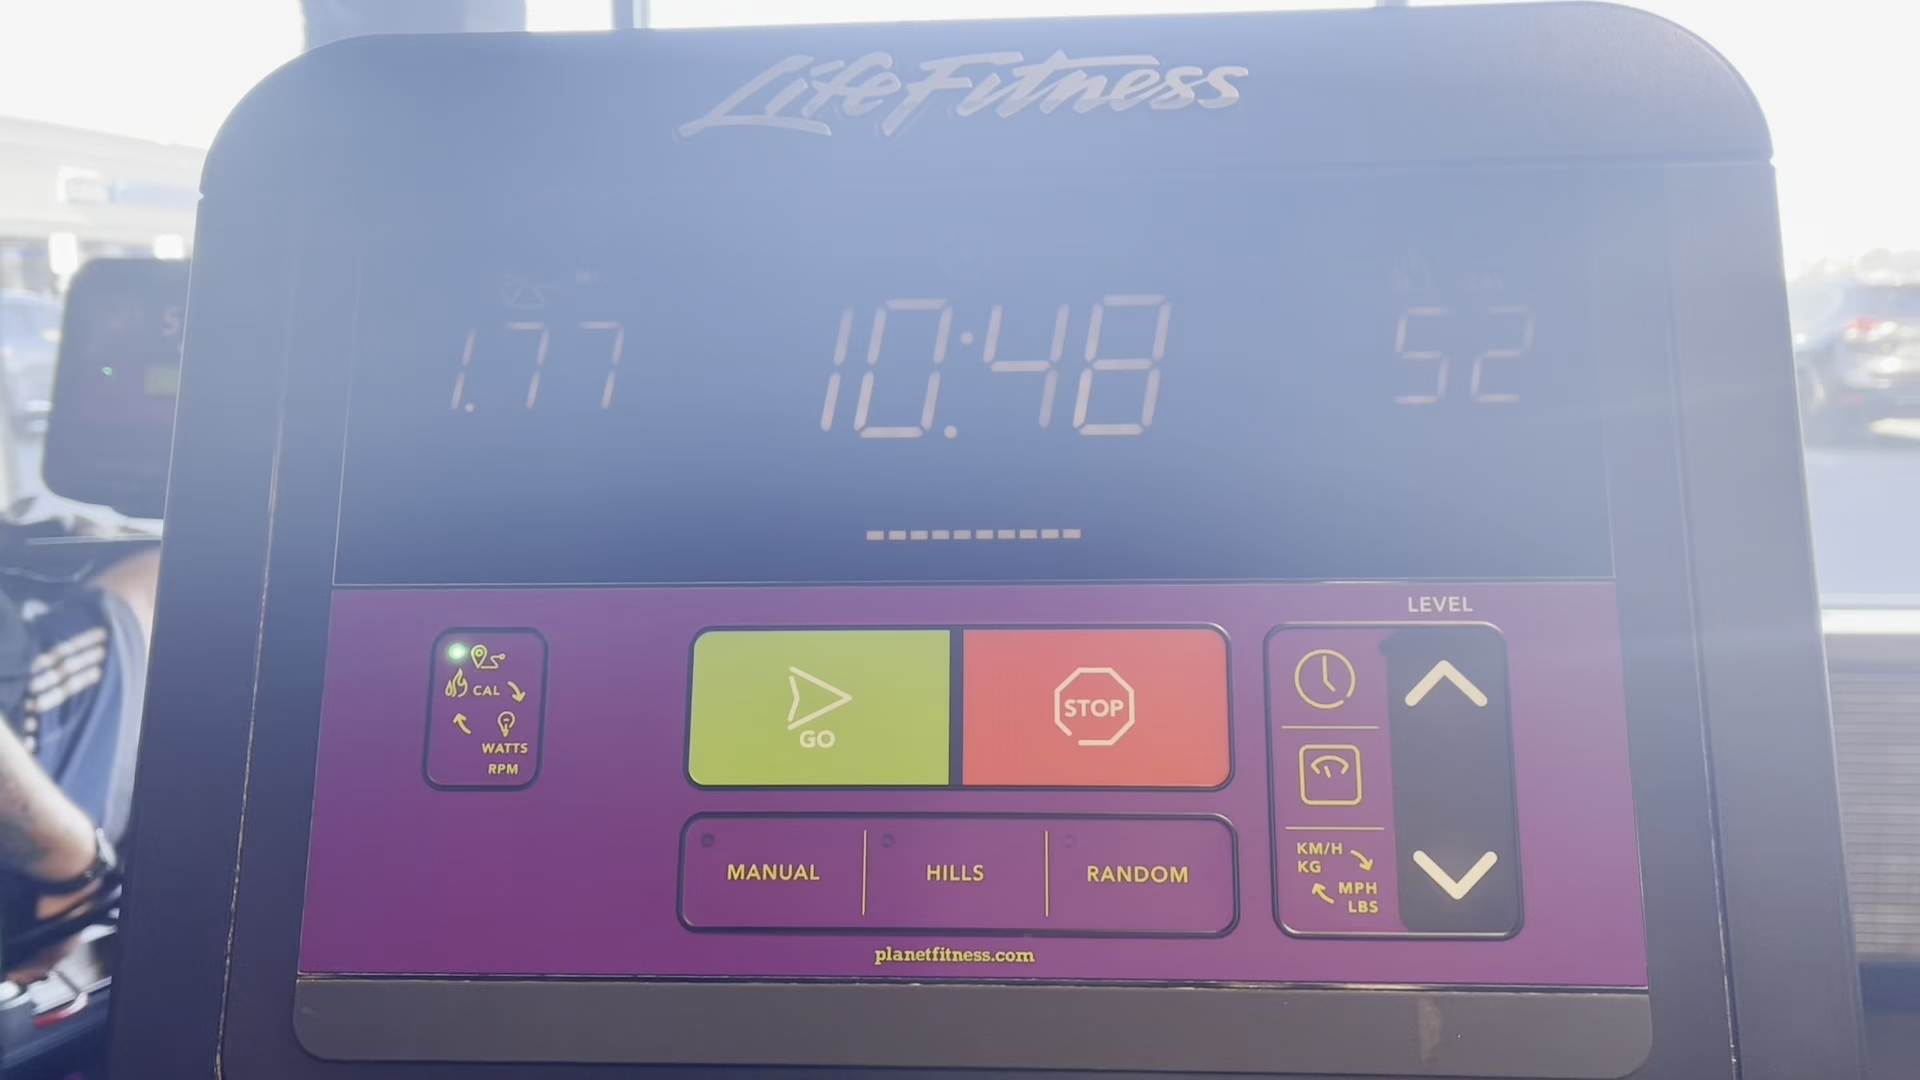 LifeFitness
1.77
10:48
52
LEVEL
CAL
WATTS
RPM
GO
STOP
KM/H
KG
MPH
LBS
MANUAL
HILLS
RANDOM
planetfitness.com